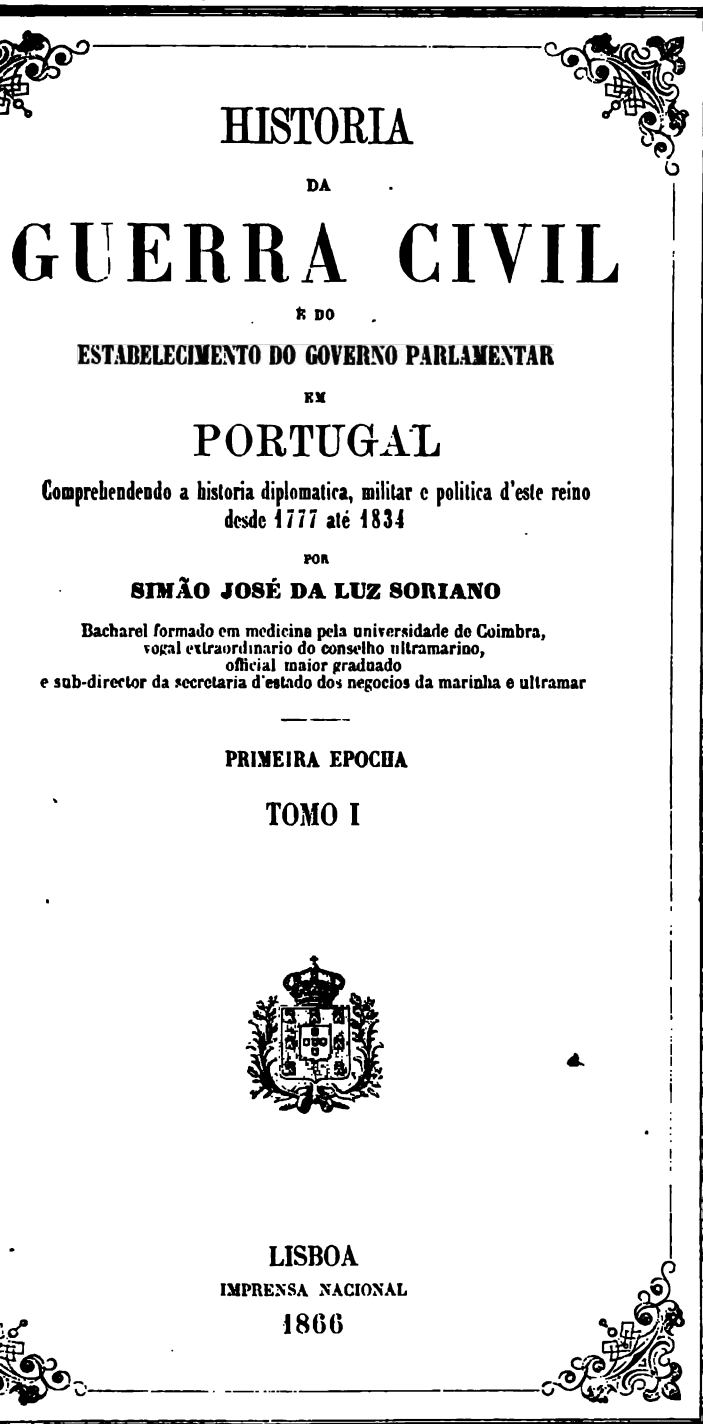 HISTORIA
DA
GUERRA CIVIL
E DO
ESTABELECIMENTO DO GOVERNO PARLAMENTAR
EM
PORTUGAL
Comprehendendo a historia diplomatica, militar e politica d'este reino
desde 1777 até 1834
POR
SIMÃO JOSÉ DA LUZ SORIANO
Bacharel formado em medicina pela universidade de Coimbra,
vogal extraordinario do conselho ultramarino,
official maior graduado
e sub-director da secretaria d'estado dos negocios da marinha e ultramar
PRIMEIRA EPOCHA
TOMO I
LISBOA
IMPRENSA NACIONAL
1866